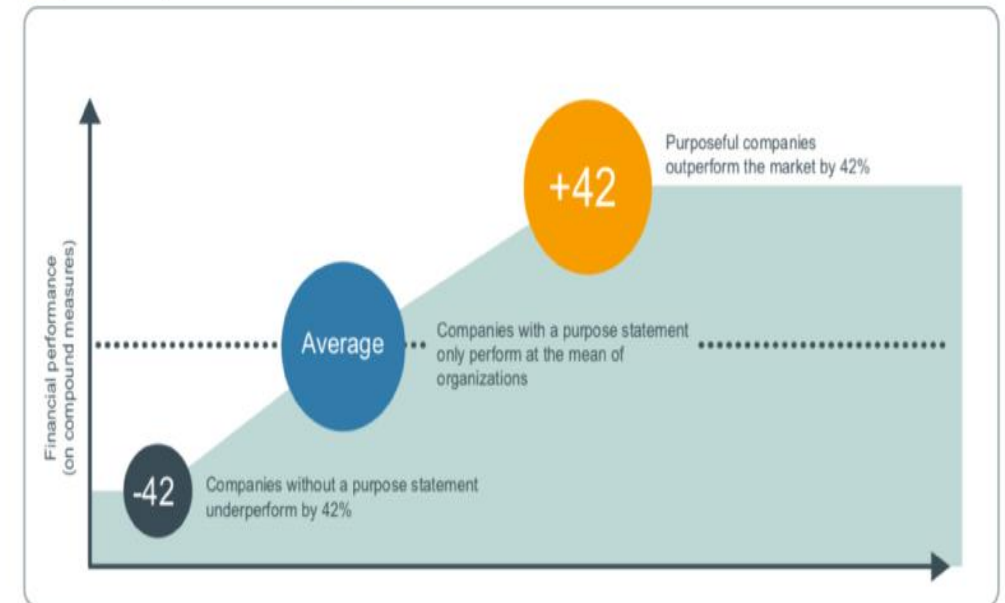 Purposeful companies
outperform the market by 42%
+42
Financial performance
(on compound measures)
Average
Companies with a purpose statement
only perform at the mean of
organizations
-42
Companies without a purpose statement
underperform by 42%